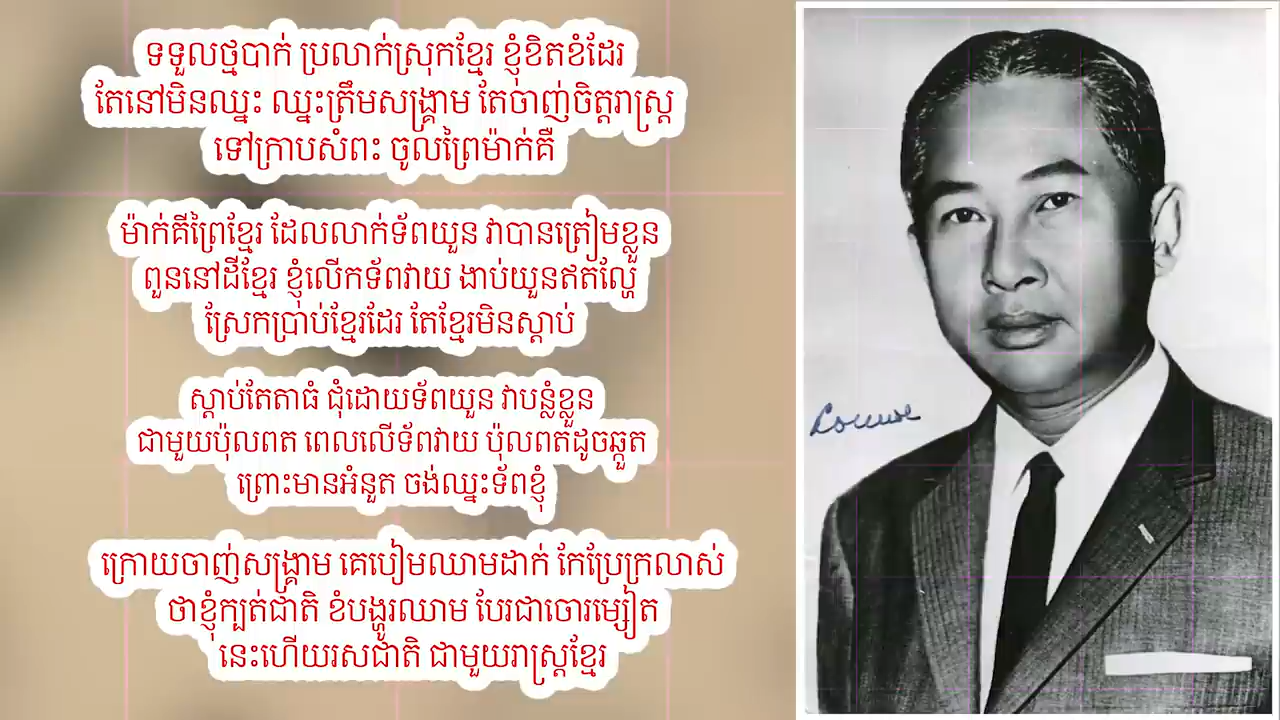 ទទួលថ្មបាក់ ប្រលាក់ស្រុកខ្មែរ ខ្ញុំខិតខំដែរ
តែនៅមិនឈ្នះ ឈ្នះត្រឹមសង្គ្រាម តែចាញ់ចិត្តរាស្ត្រ
ទៅក្រាបសំពះ ចូលព្រៃម៉ាក់គី
ម៉ាក់គីព្រៃខ្មែរ ដែលលាក់ទ័ពយួន វាបានត្រៀមខ្លួន
ពួននៅដីខ្មែរ ខ្ញុំលើកទ័ពវាយ ងាប់យួនឥតល្ហែ
ស្រែកប្រាប់ខ្មែរដែរ តែខ្មែរមិនស្ដាប់
ស្ដាប់តែតាធំ ជុំដោយទ័ពយួន វាបន្លំខ្លួន
ជាមួយប៉ុលពត ពេលលើទ័ពវាយ ប៉ុលពតដូចឆ្កួត
ព្រោះមានអំនួត ចង់ឈ្នះទ័ពខ្ញុំ
ក្រោយចាញ់សង្គ្រាម គេបៀមឈាមដាក់ កែប្រែក្រលាស់
ថាខ្ញុំក្បត់ជាតិ ខំបង្ហូរឈាម បែរជាចោរម្សៀត
នេះហើយរសជាតិ ជាមួយរាស្ត្រខ្មែរ